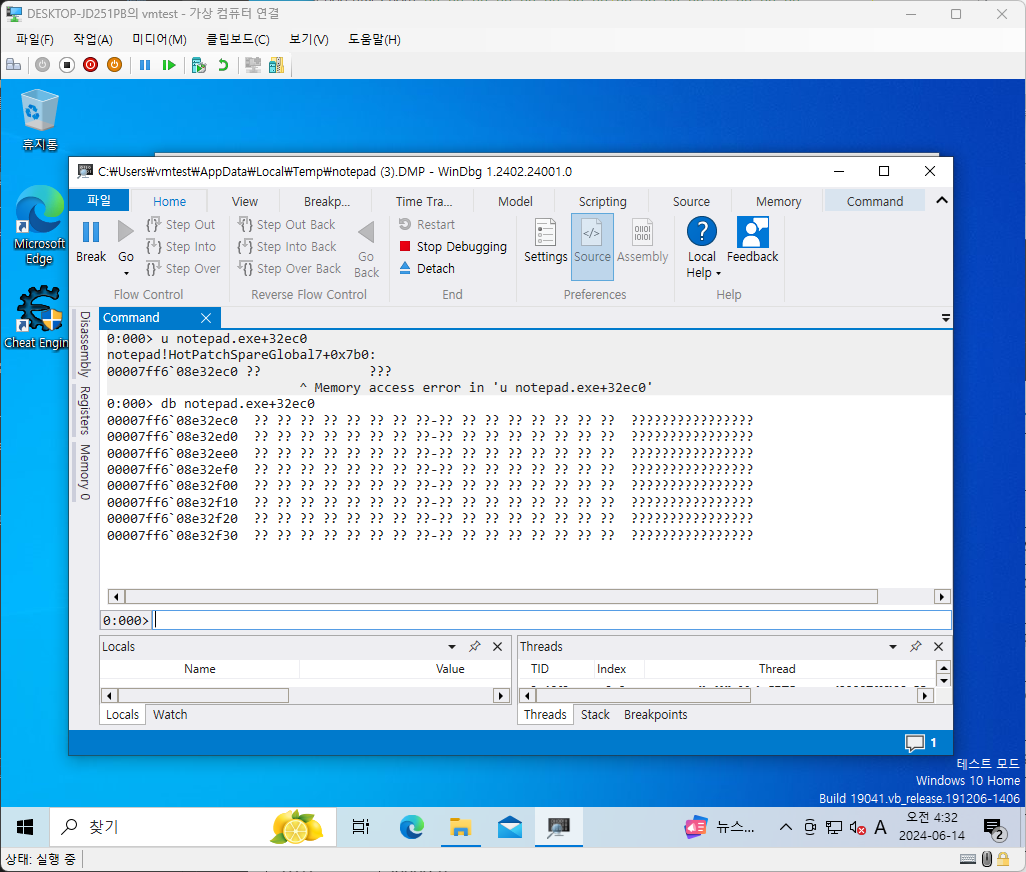 DESKTOP-JD251PB의 vmtest - 가상 컴퓨터 연결
파일(F) 작업(A) 미디어(M) 클립보드(C) 보기(V) 도움말(H)
휴지통
Microsoft
Edge
Cheat Engin
C:₩Users₩vmtest₩AppData₩Local₩Temp₩notepad (3).DMP - WinDbg 1.2402.24001.0
파일 Home View Breakp... Time Tra... Model Scripting Source Memory Command
Break Go
Step Out
Step Into
Step Over
Flow Control
Step Out Back
Step Into Back
Step Over Back
Go
Back
Reverse Flow Control
Restart
Stop Debugging
Detach
End
Settings Source Assembly
Preferences
Local
Help
Feedback
Help
Disassembly
Registers
Memory 0
Command
0:000> u notepad.exe+32ec0
notepad!HotPatchSpareGlobal7+0x7b0:
00007ff6`08e32ec0 ?? ???
^ Memory access error in 'u notepad.exe+32ec0'
0:000> db notepad.exe+32ec0
00007ff6`08e32ec0 ?? ?? ?? ?? ?? ?? ?? ??-?? ?? ?? ?? ?? ?? ?? ?? ????????????????
00007ff6`08e32ed0 ?? ?? ?? ?? ?? ?? ?? ??-?? ?? ?? ?? ?? ?? ?? ?? ????????????????
00007ff6`08e32ee0 ?? ?? ?? ?? ?? ?? ?? ??-?? ?? ?? ?? ?? ?? ?? ?? ????????????????
00007ff6`08e32ef0 ?? ?? ?? ?? ?? ?? ?? ??-?? ?? ?? ?? ?? ?? ?? ?? ????????????????
00007ff6`08e32f00 ?? ?? ?? ?? ?? ?? ?? ??-?? ?? ?? ?? ?? ?? ?? ?? ????????????????
00007ff6`08e32f10 ?? ?? ?? ?? ?? ?? ?? ??-?? ?? ?? ?? ?? ?? ?? ?? ????????????????
00007ff6`08e32f20 ?? ?? ?? ?? ?? ?? ?? ??-?? ?? ?? ?? ?? ?? ?? ?? ????????????????
00007ff6`08e32f30 ?? ?? ?? ?? ?? ?? ?? ??-?? ?? ?? ?? ?? ?? ?? ?? ????????????????
0:000>
Locals
Name Value
Locals Watch
Threads
TID Index Thread
Threads Stack Breakpoints
1
테스트 모드
Windows 10 Home
Build 19041.vb_release.191206-1406
찾기
뉴스...
A
오전 4:32
2024-06-14
2
상태: 실행 중